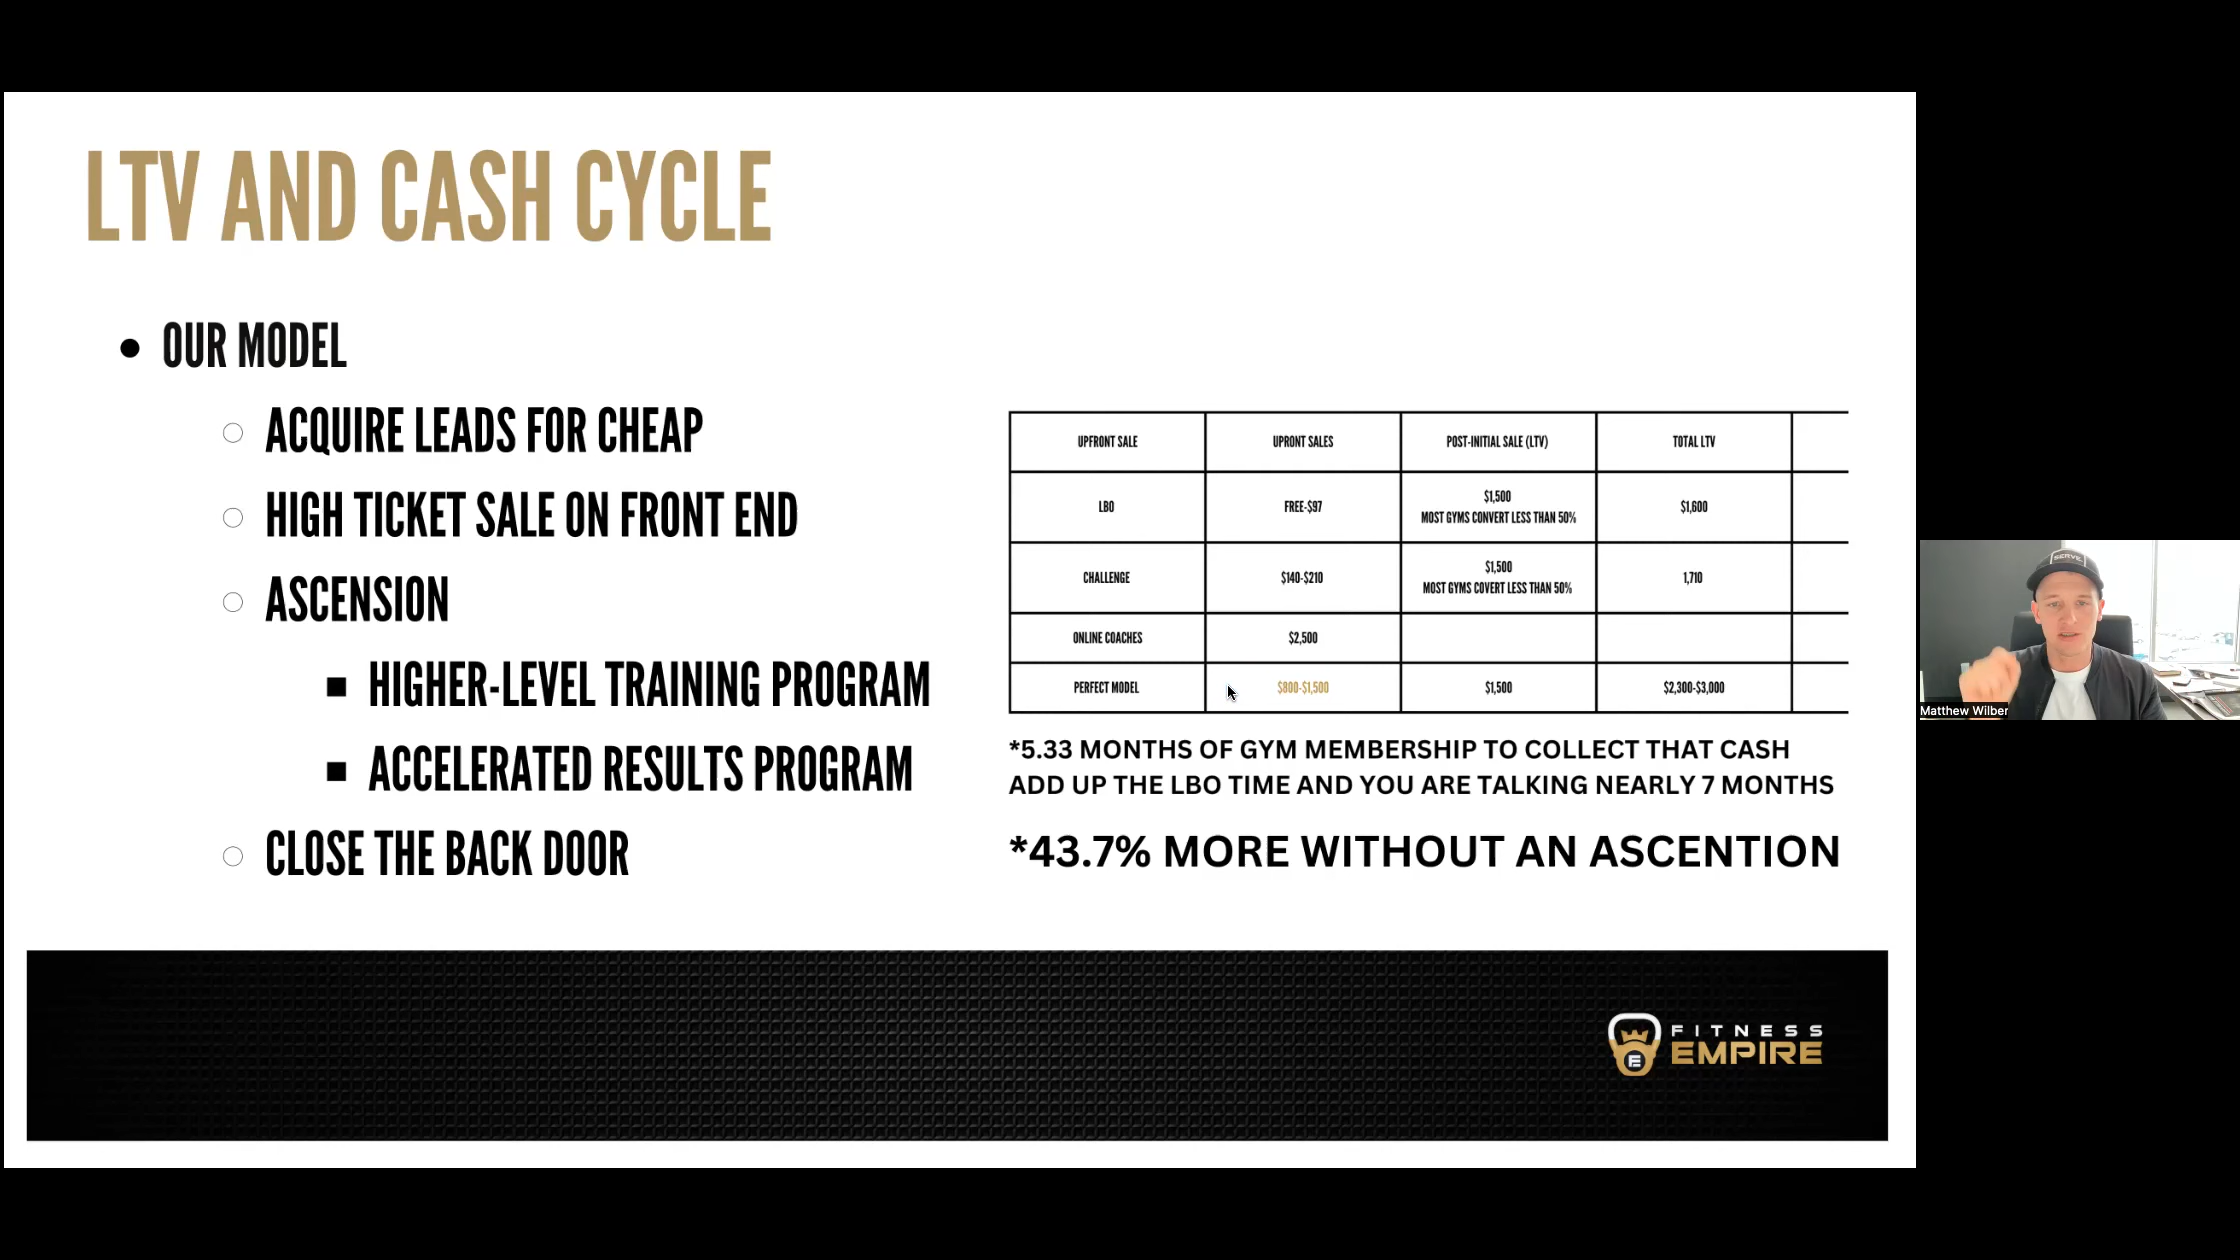 LTV AND CASH CYCLE
OUR MODEL
ACQUIRE LEADS FOR CHEAP
HIGH TICKET SALE ON FRONT END
ASCENSION
HIGHER-LEVEL TRAINING PROGRAM
ACCELERATED RESULTS PROGRAM
CLOSE THE BACK DOOR
UPFRONT SALE UPRONT SALES POST-INITIAL SALE (LTV) TOTAL LTV
LBO FREE-$97 $1,500 $1,600
MOST GYMS CONVERT LESS THAN 50%
CHALLENGE $140-$210 $1,500 1,710
MOST GYMS COVERT LESS THAN 50%
ONLINE COACHES $2,500
PERFECT MODEL $800-$1,500 $1,500 $2,300-$3,000
*5.33 MONTHS OF GYM MEMBERSHIP TO COLLECT THAT CASH
ADD UP THE LBO TIME AND YOU ARE TALKING NEARLY 7 MONTHS
*43.7% MORE WITHOUT AN ASCENTION
FITNESS
EMPIRE
E
SERVE
Matthew Wilber